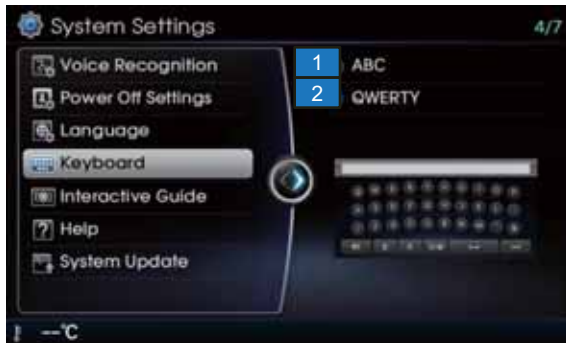 System Settings 4/7
Voice Recognition 1 ABC
Power Off Settings 2 QWERTY
Language
Keyboard
Interactive Guide
Help
System Update
--°C